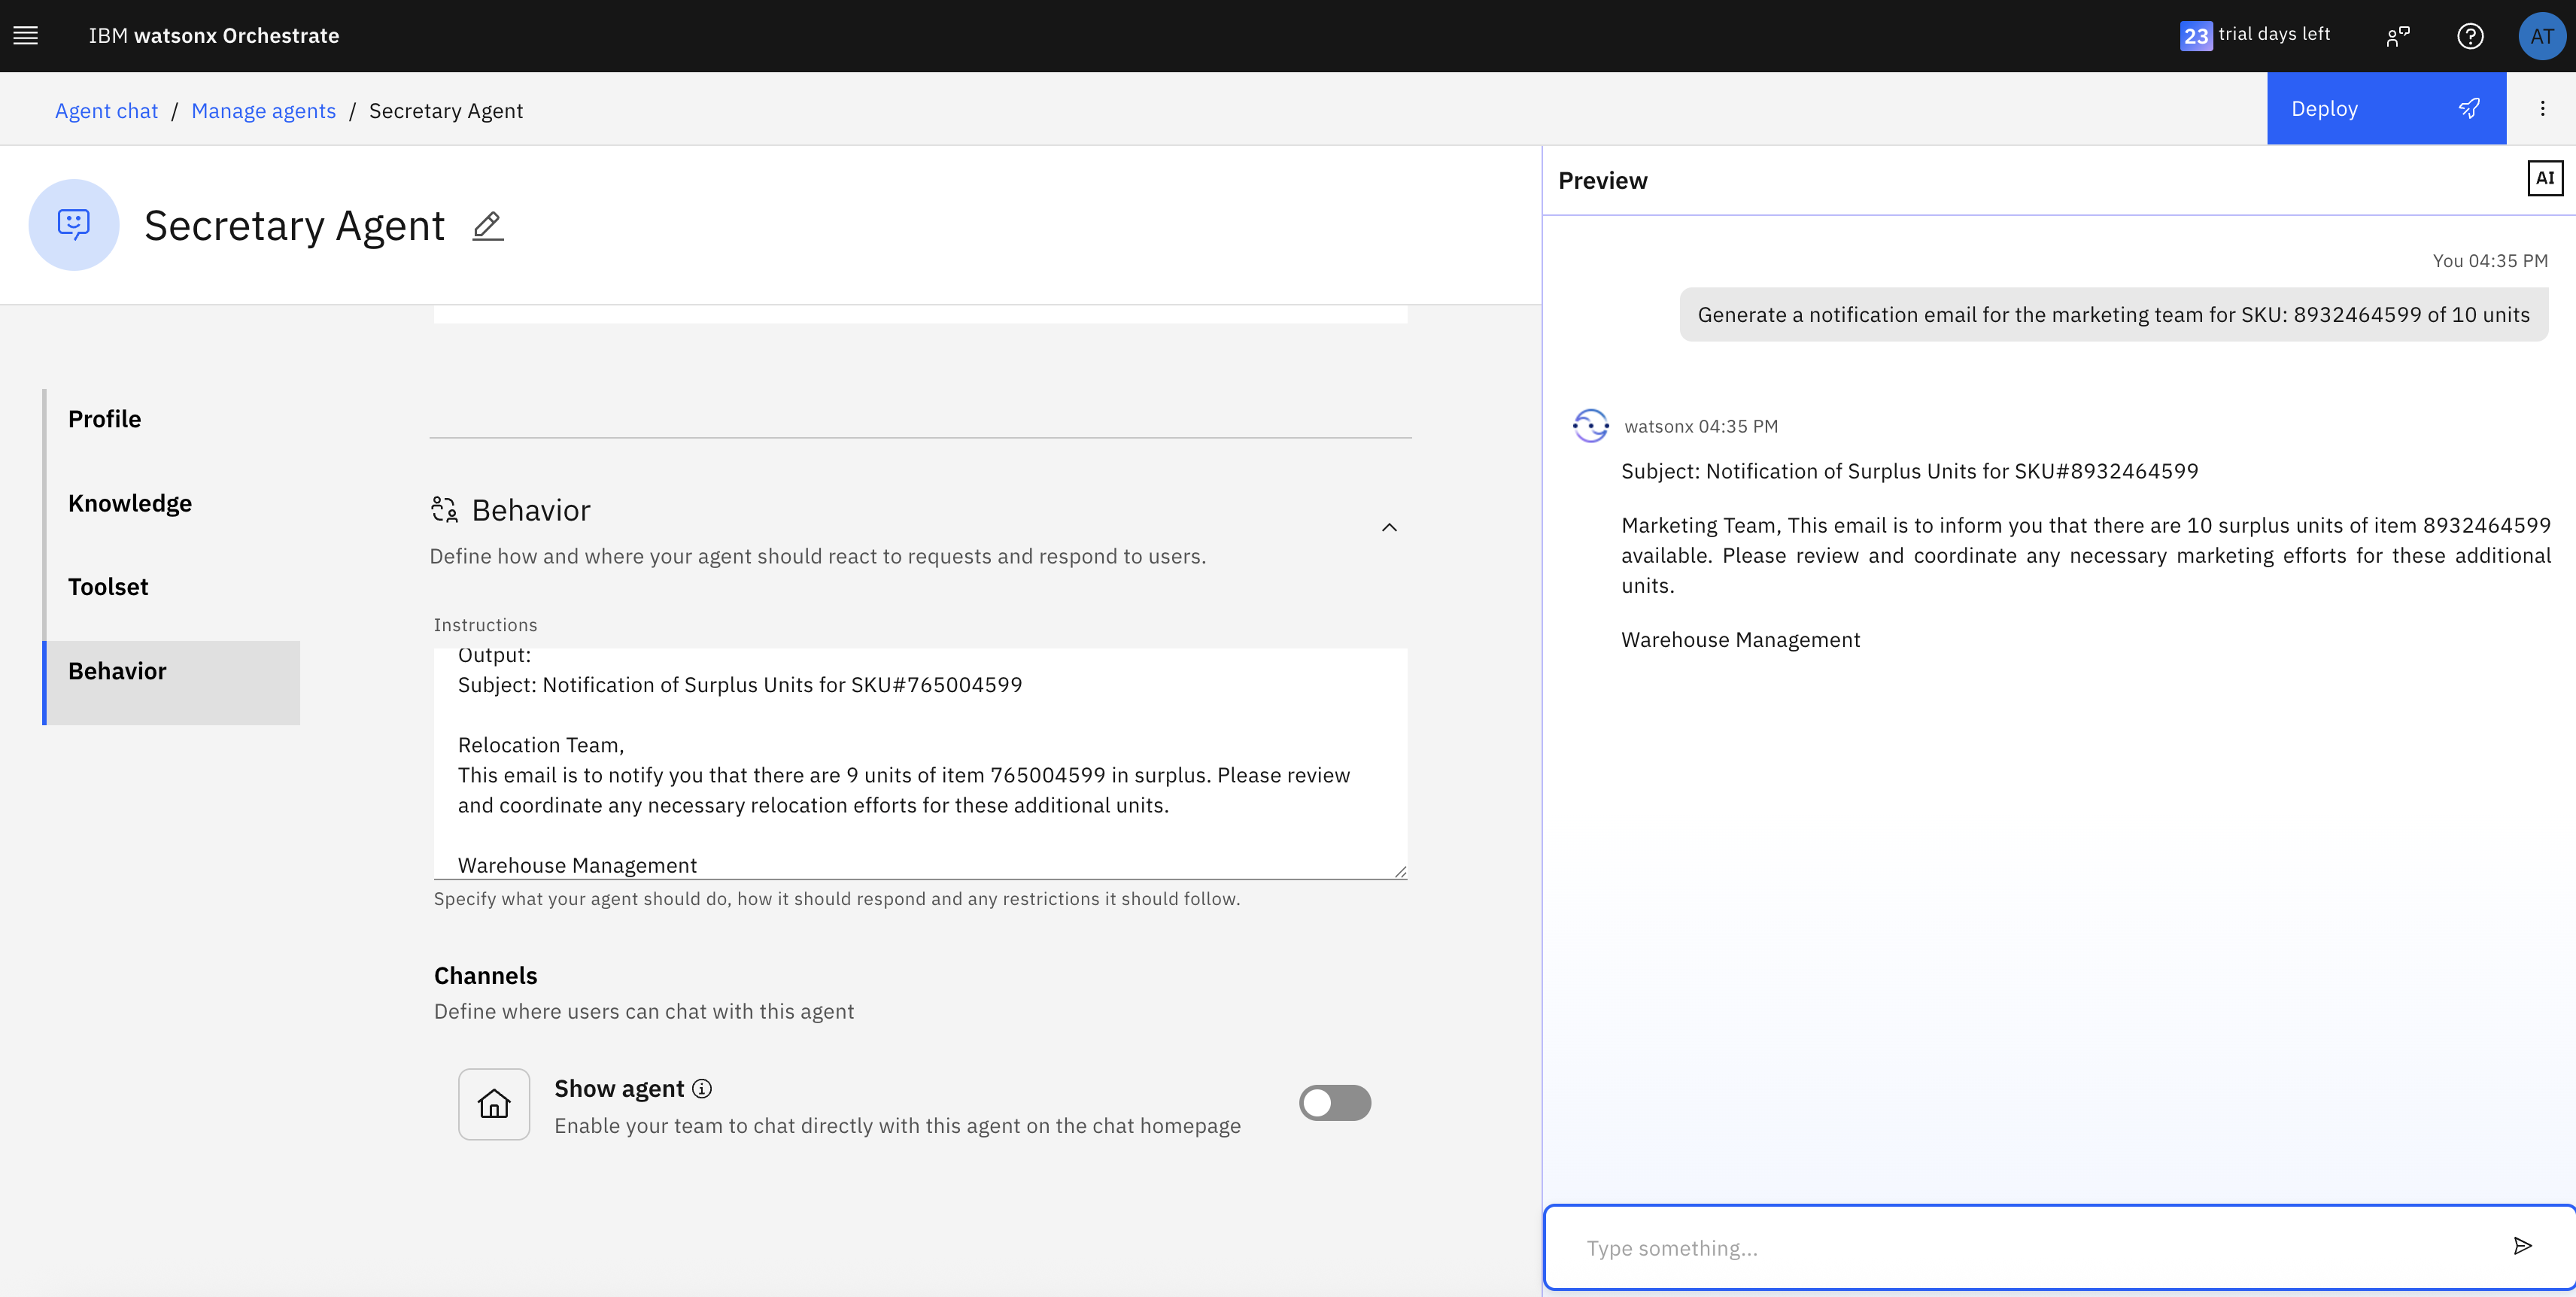 IBM watsonx Orchestrate
23 trial days left
AT
Agent chat / Manage agents / Secretary Agent
Deploy
Secretary Agent
Profile
Knowledge
Toolset
Behavior
Behavior
Define how and where your agent should react to requests and respond to users.
Instructions
Output:
Subject: Notification of Surplus Units for SKU#765004599
Relocation Team,
This email is to notify you that there are 9 units of item 765004599 in surplus. Please review
and coordinate any necessary relocation efforts for these additional units.
Warehouse Management
Specify what your agent should do, how it should respond and any restrictions it should follow.
Channels
Define where users can chat with this agent
Show agent
Enable your team to chat directly with this agent on the chat homepage
Preview
AI
You 04:35 PM
Generate a notification email for the marketing team for SKU: 8932464599 of 10 units
watsonx 04:35 PM
Subject: Notification of Surplus Units for SKU#8932464599
Marketing Team, This email is to inform you that there are 10 surplus units of item 8932464599
available. Please review and coordinate any necessary marketing efforts for these additional
units.
Warehouse Management
Type something...